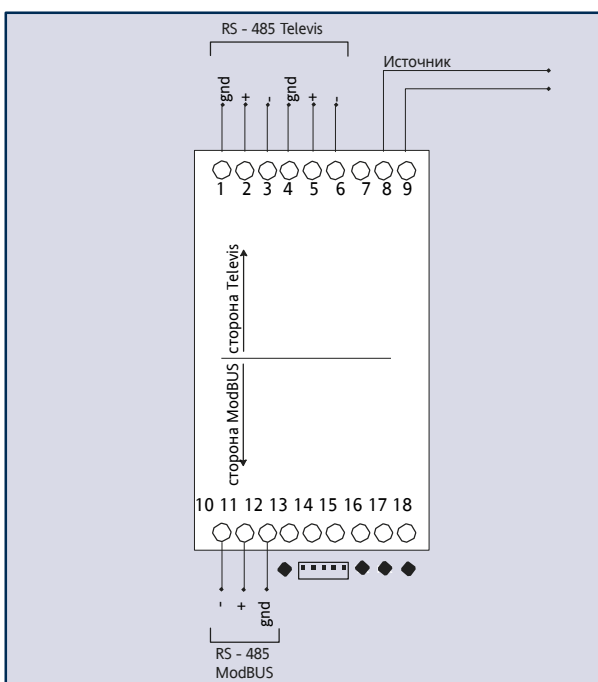 RS - 485 Televis
Источник
gnd + - gnd + -
1 2 3 4 5 6 7 8 9
сторона Televis
сторона ModBUS
10 11 12 13 14 15 16 17 18
- + gnd
RS - 485
ModBUS